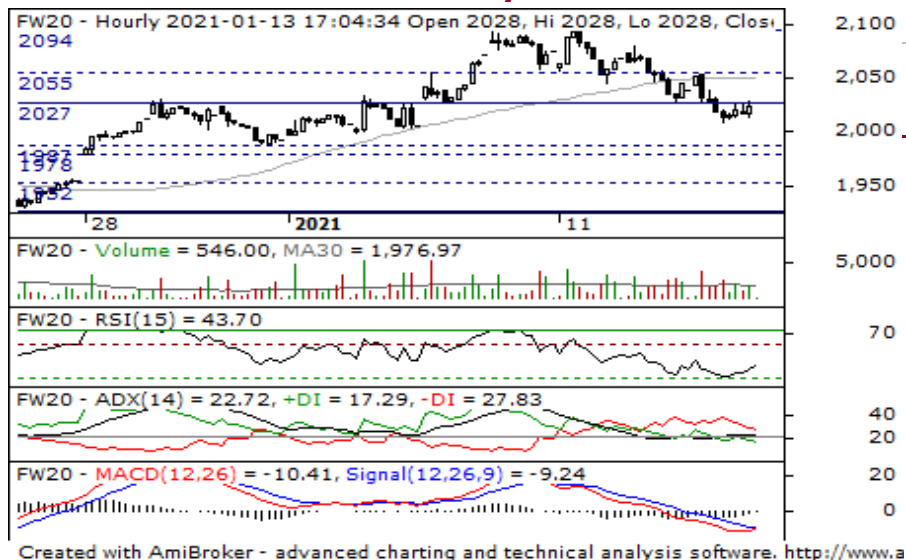 FW20 - Hourly 2021-01-13 17:04:34 Open 2028, Hi 2028, Lo 2028, Close
2,100
2094
2055
2,050
2027
2,000
1987
1978
1952
1,950
28 2021 11
FW20 - Volume = 546.00, MA30 = 1,976.97
5,000
FW20 - RSI(15) = 43.70
70
FW20 - ADX(14) = 22.72, +DI = 17.29, -DI = 27.83
40
20
FW20 - MACD(12,26) = -10.41, Signal(12,26,9) = -9.24
20
0
Created with AmiBroker - advanced charting and technical analysis software. http://www.a